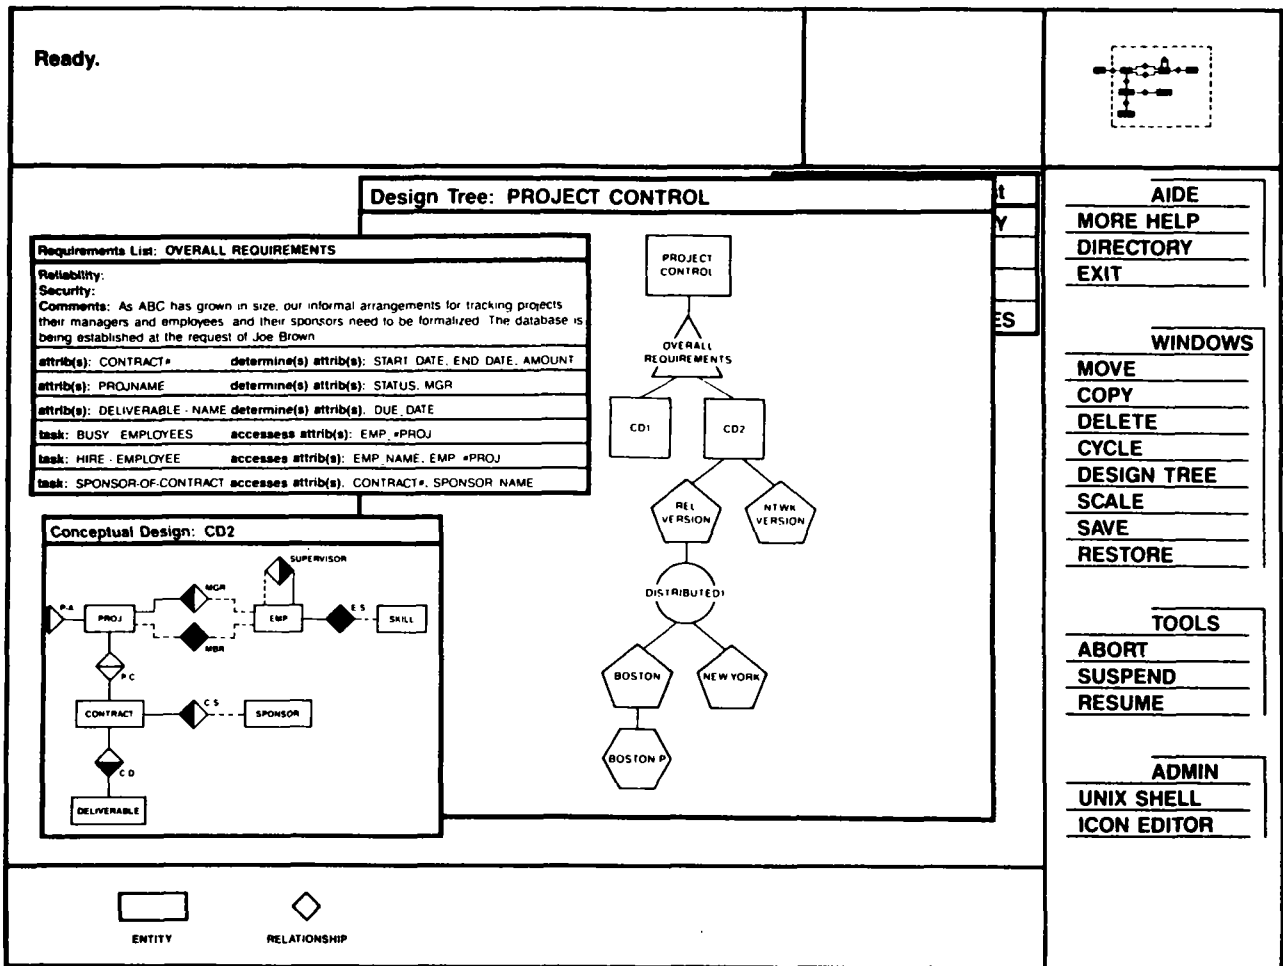 Ready.
Design Tree: PROJECT CONTROL
Requirements List: OVERALL REQUIREMENTS
Reliability:
Security:
Comments: As ABC has grown in size, our informal arrangements for tracking projects
their managers and employees and their sponsors need to be formalized The database is
being established at the request of Joe Brown
attrib(s): CONTRACT# determine(s) attrib(s): START DATE, END DATE, AMOUNT
attrib(s): PROJNAME determine(s) attrib(s): STATUS, MGR
attrib(s): DELIVERABLE-NAME determine(s) attrib(s). DUE_DATE
task: BUSY EMPLOYEES accessess attrib(s): EMP_#PROJ
task: HIRE-EMPLOYEE accesses attrib(s): EMP NAME, EMP #PROJ
task: SPONSOR-OF-CONTRACT accesses attrib(s). CONTRACT#, SPONSOR NAME
PROJECT
CONTROL
OVERALL
REQUIREMENTS
CD1
CD2
REL
VERSION
NTWK
VERSION
DISTRIBUTED1
BOSTON
NEW YORK
BOSTON P
t
Y
ES
Conceptual Design: CD2
SUPERVISOR
P-A
PROJ
MGR
MBR
EMP
E S
SKILL
P C
CONTRACT
C S
SPONSOR
C D
DELIVERABLE
AIDE
MORE HELP
DIRECTORY
EXIT
WINDOWS
MOVE
COPY
DELETE
CYCLE
DESIGN TREE
SCALE
SAVE
RESTORE
TOOLS
ABORT
SUSPEND
RESUME
ADMIN
UNIX SHELL
ICON EDITOR
ENTITY
RELATIONSHIP